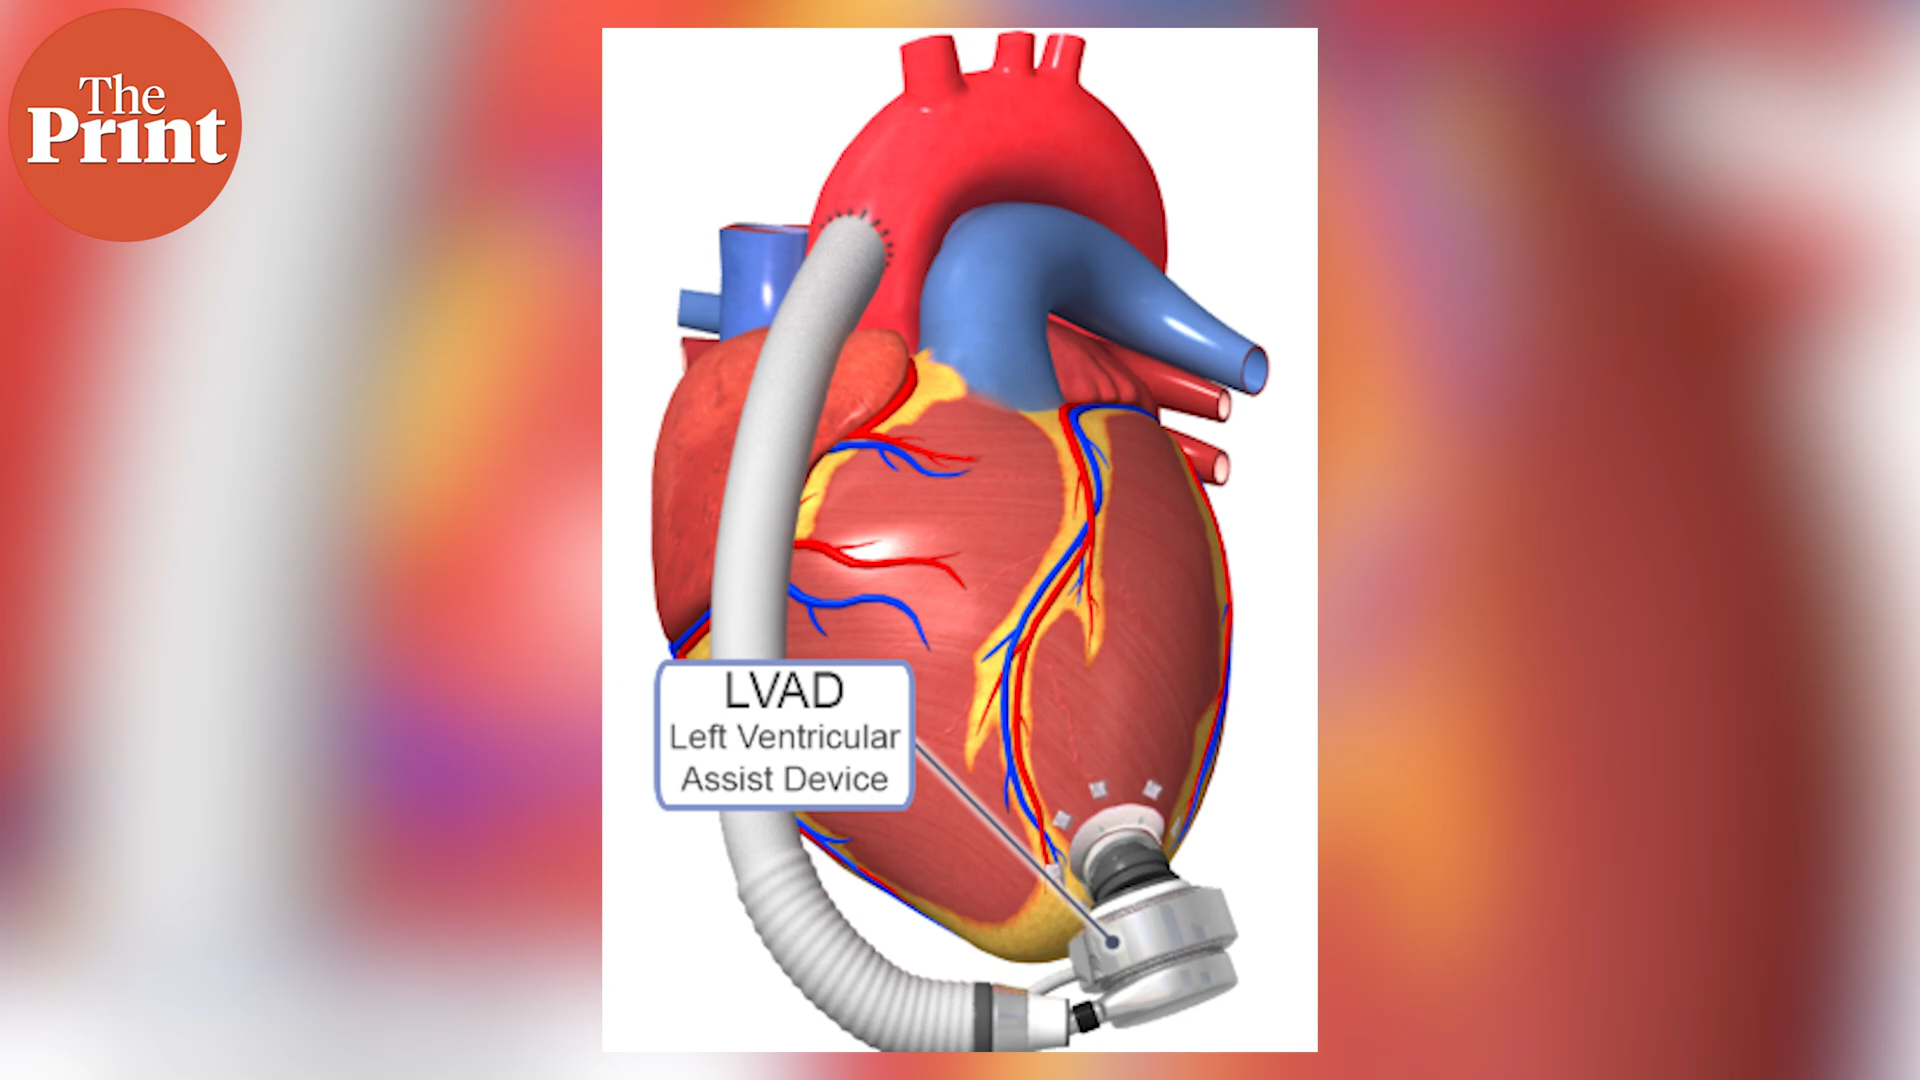 The
Print
LVAD
Left Ventricular
Assist Device